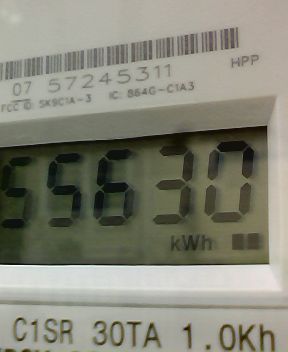 07 57245311
HPP
FCC ID: SK9C1A-3 IC: 864G-C1A3
55630
kWh
C1SR 30TA 1.0Kh